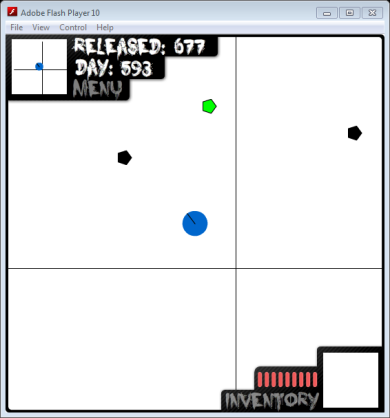 Adobe Flash Player 10
File View Control Help
RELEASED: 677
DAY: 593
MENU
INVENTORY